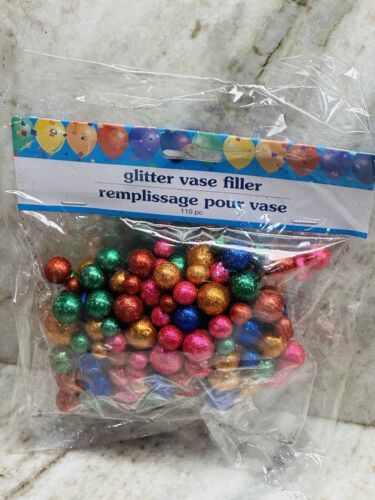 glitter vase filler
remplissage pour vase
110 pc